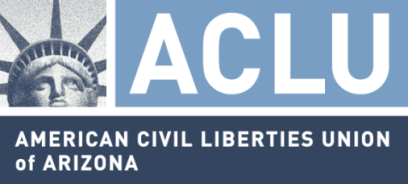 ACLU
AMERICAN CIVIL LIBERTIES UNION
of ARIZONA